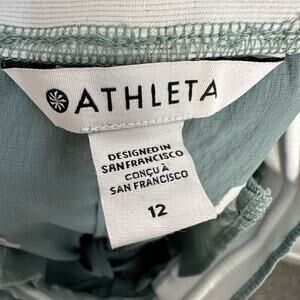 ATHLETA
DESIGNED IN
SAN FRANCISCO
CONÇU À
SAN FRANCISCO
12